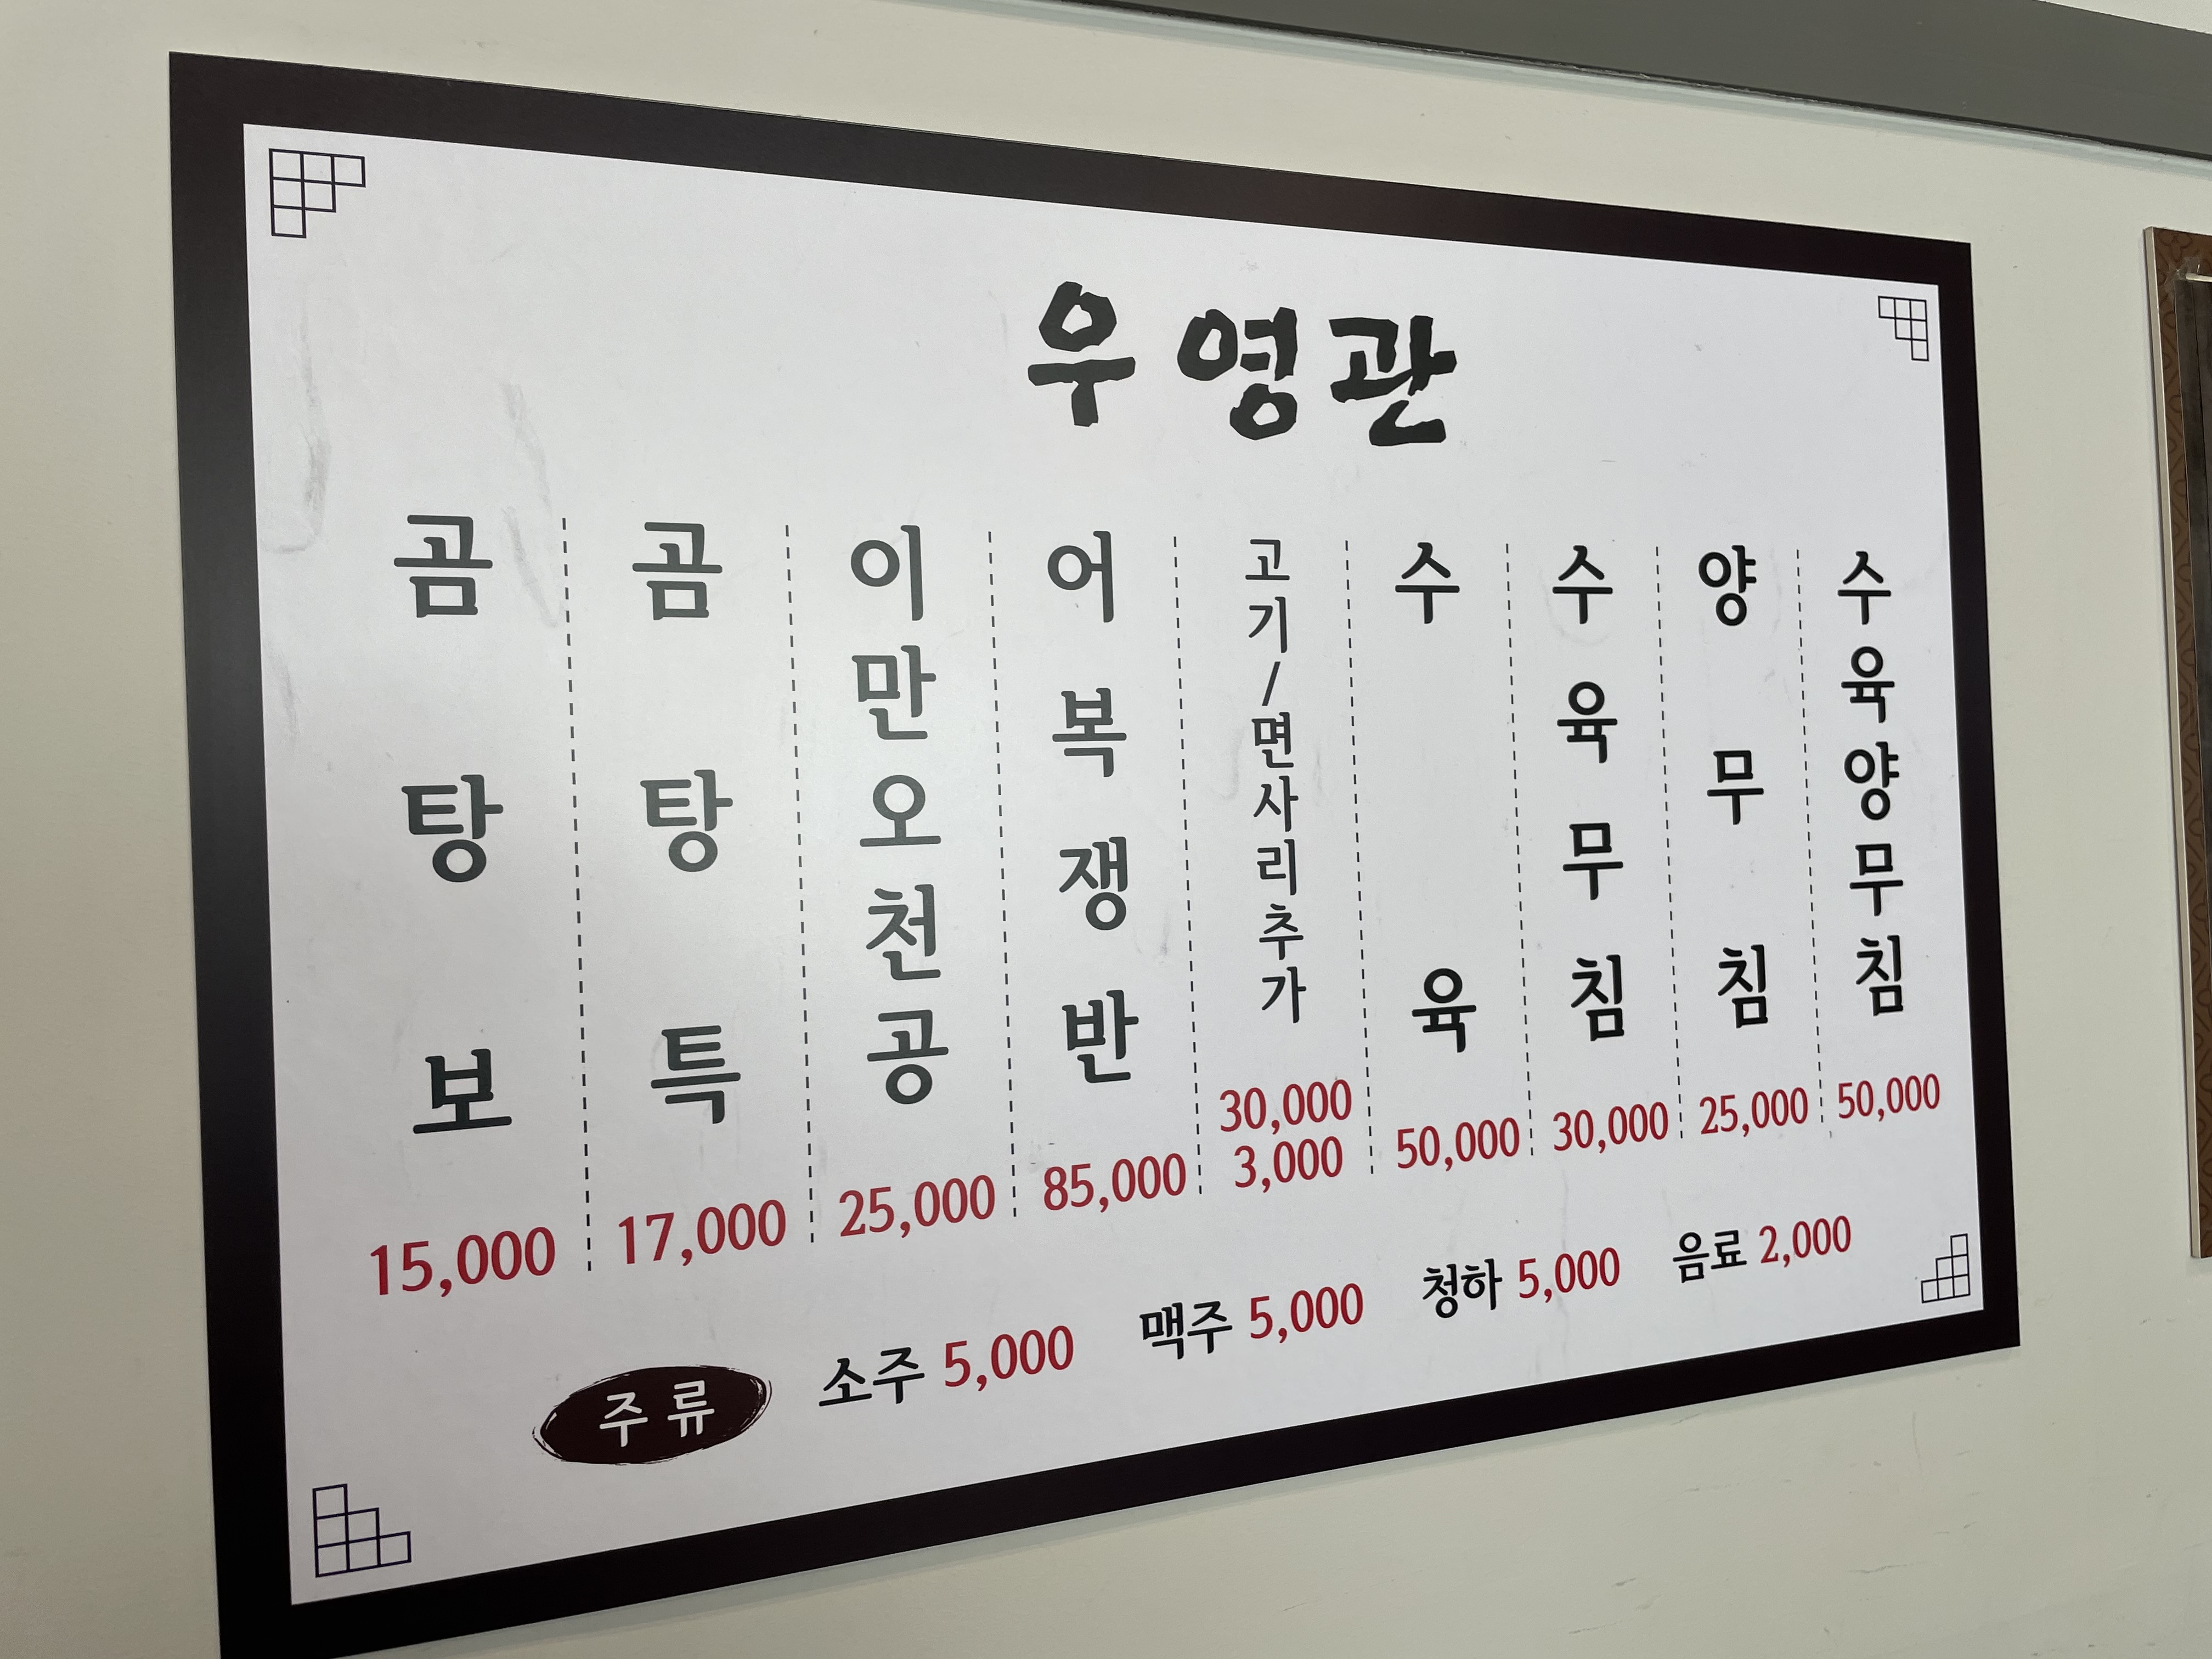 우영관
곰탕보
15,000
곰탕특
17,000
이만오천공
25,000
어복쟁반
85,000
고기/면사리추가
30,000
3,000
수육
50,000
수육무침
30,000
양무침
25,000
수육양무침
50,000
주류 소주 5,000 맥주 5,000 청하 5,000 음료 2,000